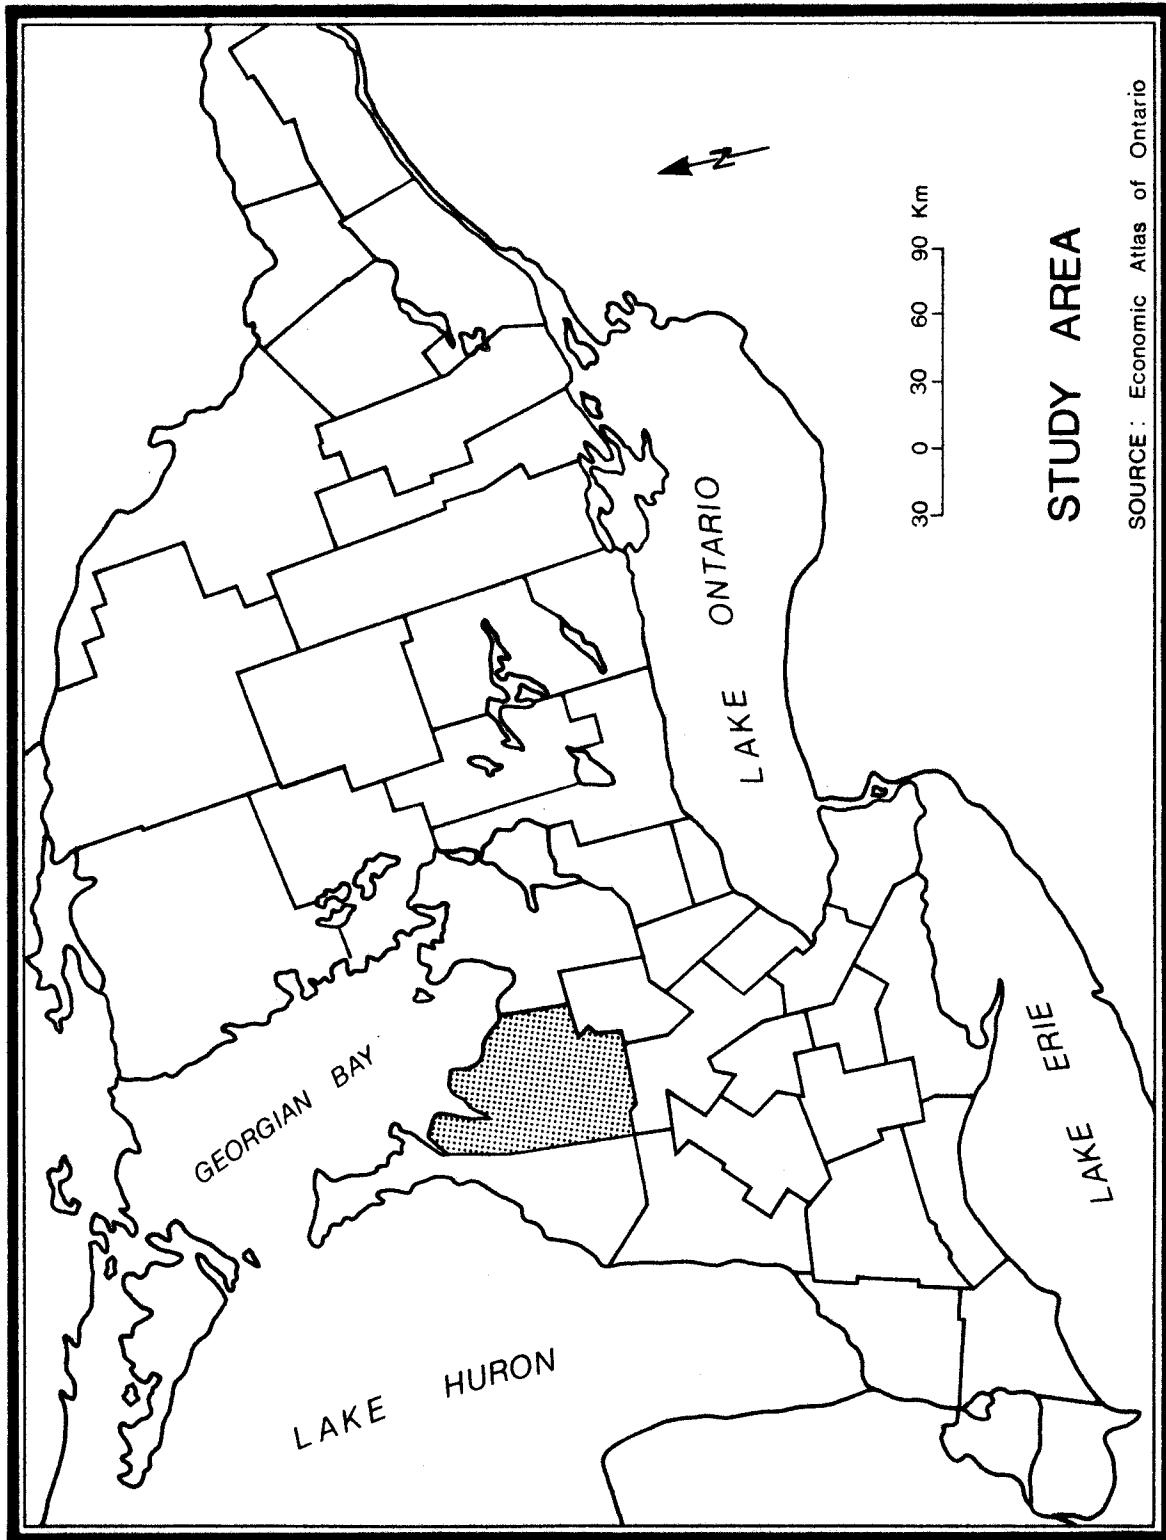 GEORGIAN BAY
LAKE HURON
LAKE ONTARIO
LAKE ERIE
N
30 0 30 60 90 Km
STUDY AREA
SOURCE: Economic Atlas of Ontario